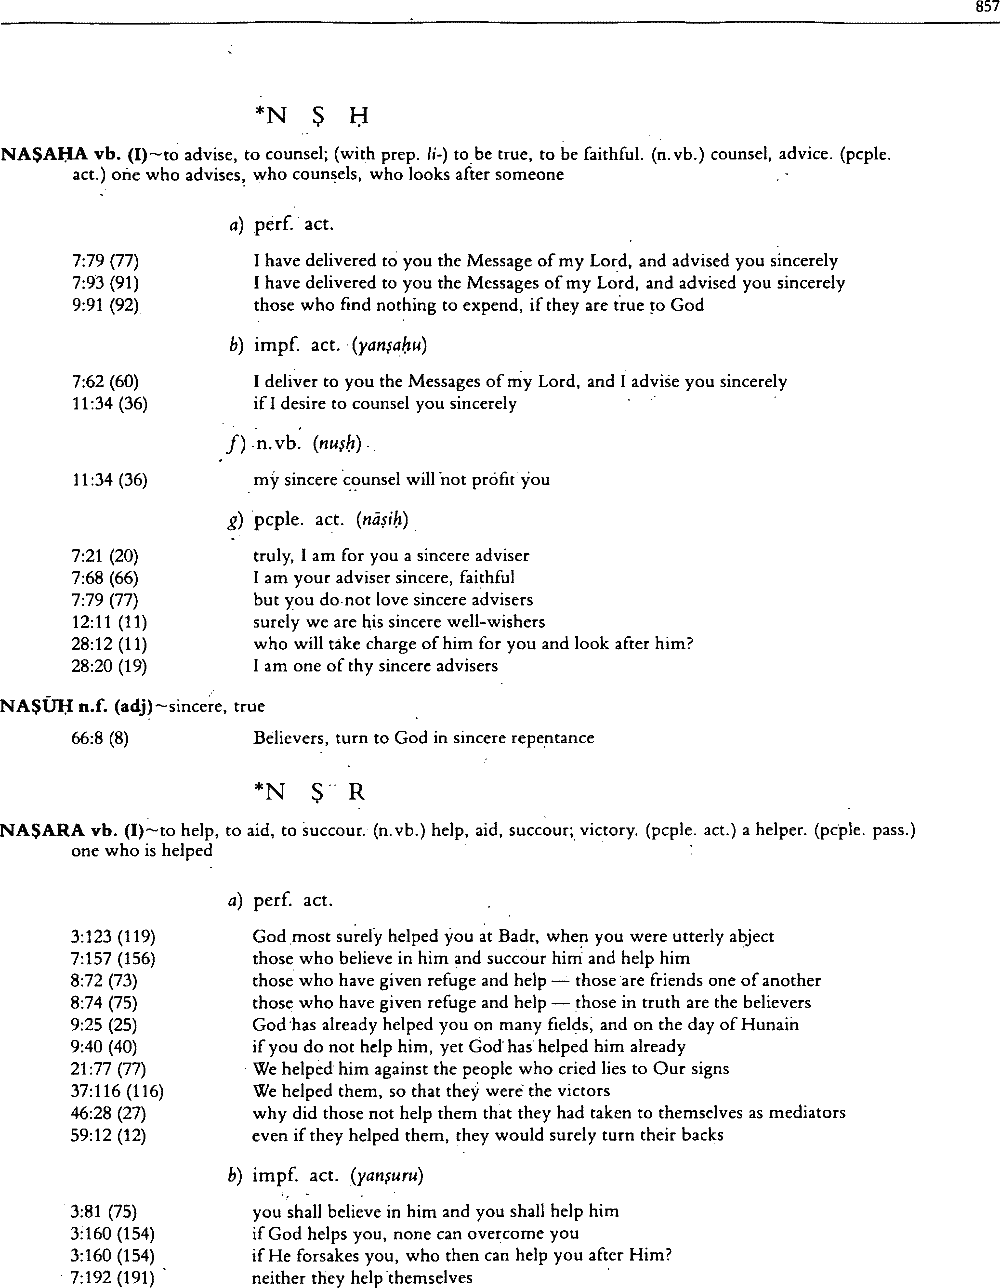 857
*N Ṣ Ḥ
NAṢAḤA vb. (I)~to advise, to counsel; (with prep. li-) to be true, to be faithful. (n.vb.) counsel, advice. (pcple.
act.) one who advises, who counsels, who looks after someone
a) perf. act.
7:79 (77) I have delivered to you the Message of my Lord, and advised you sincerely
7:93 (91) I have delivered to you the Messages of my Lord, and advised you sincerely
9:91 (92) those who find nothing to expend, if they are true to God
b) impf. act. (yanṣaḥu)
7:62 (60) I deliver to you the Messages of my Lord, and I advise you sincerely
11:34 (36) if I desire to counsel you sincerely
f) n.vb. (nuṣḥ)
11:34 (36) my sincere counsel will not profit you
g) pcple. act. (nāṣiḥ)
7:21 (20) truly, I am for you a sincere adviser
7:68 (66) I am your adviser sincere, faithful
7:79 (77) but you do not love sincere advisers
12:11 (11) surely we are his sincere well-wishers
28:12 (11) who will take charge of him for you and look after him?
28:20 (19) I am one of thy sincere advisers
NAṢŪḤ n.f. (adj)~sincere, true
66:8 (8) Believers, turn to God in sincere repentance
*N Ṣ R
NAṢARA vb. (I)~to help, to aid, to succour. (n.vb.) help, aid, succour; victory. (pcple. act.) a helper. (pcple. pass.)
one who is helped
a) perf. act.
3:123 (119) God most surely helped you at Badr, when you were utterly abject
7:157 (156) those who believe in him and succour him and help him
8:72 (73) those who have given refuge and help — those are friends one of another
8:74 (75) those who have given refuge and help — those in truth are the believers
9:25 (25) God has already helped you on many fields, and on the day of Hunain
9:40 (40) if you do not help him, yet God has helped him already
21:77 (77) We helped him against the people who cried lies to Our signs
37:116 (116) We helped them, so that they were the victors
46:28 (27) why did those not help them that they had taken to themselves as mediators
59:12 (12) even if they helped them, they would surely turn their backs
b) impf. act. (yanṣuru)
3:81 (75) you shall believe in him and you shall help him
3:160 (154) if God helps you, none can overcome you
3:160 (154) if He forsakes you, who then can help you after Him?
7:192 (191) neither they help themselves